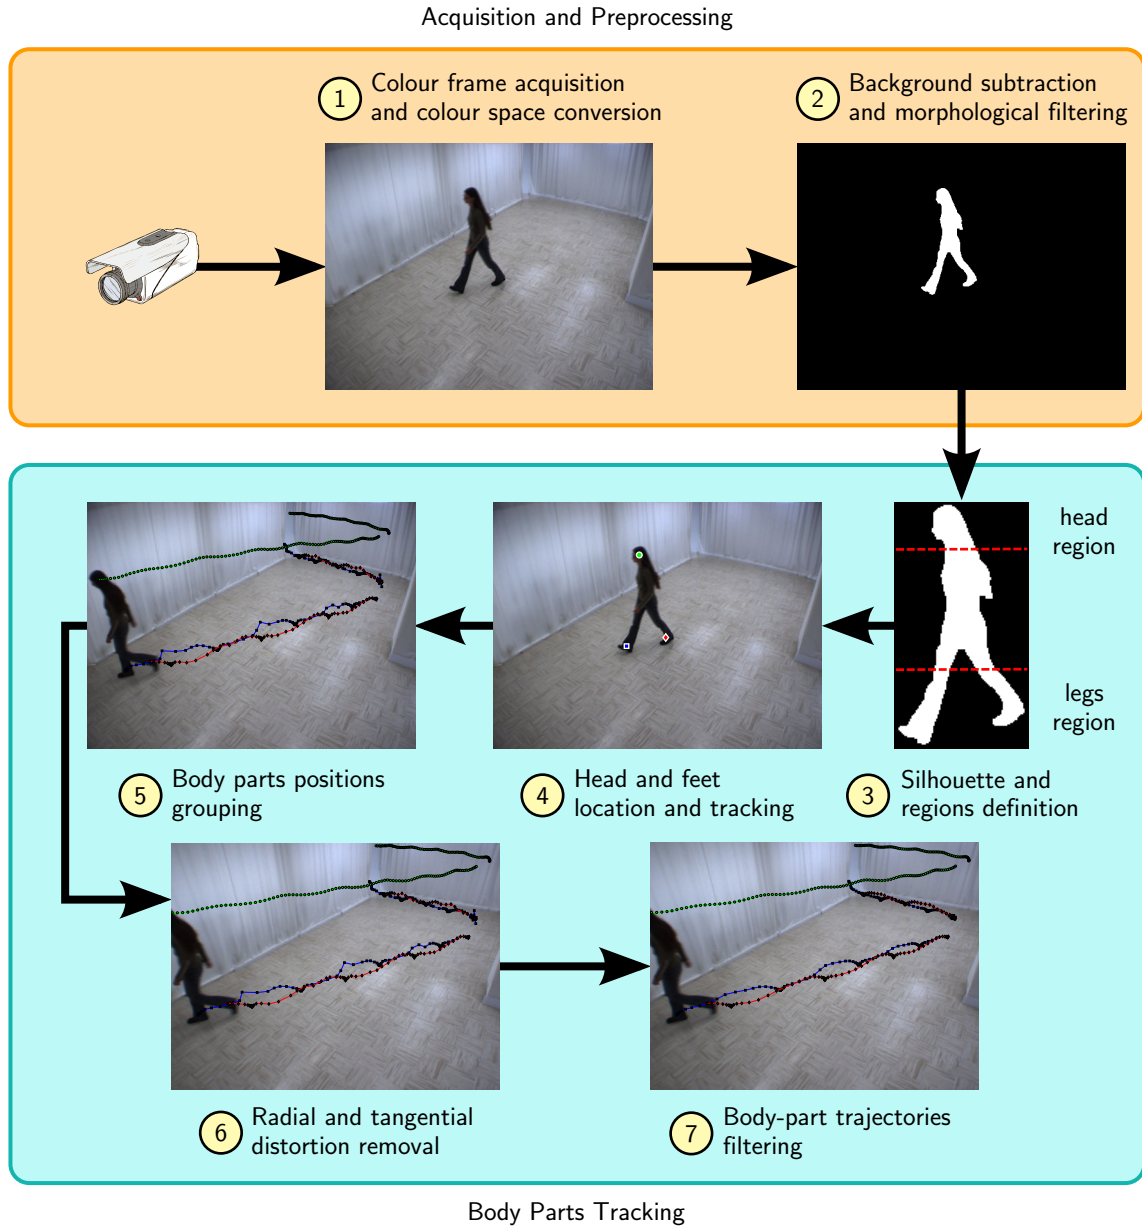 Acquisition and Preprocessing
1
Colour frame acquisition
and colour space conversion
2
Background subtraction
and morphological filtering
head
region
legs
region
5
Body parts positions
grouping
4
Head and feet
location and tracking
3
Silhouette and
regions definition
6
Radial and tangential
distortion removal
7
Body-part trajectories
filtering
Body Parts Tracking